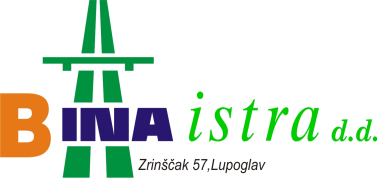 BINA istra d.d.
Zrinščak 57,Lupoglav